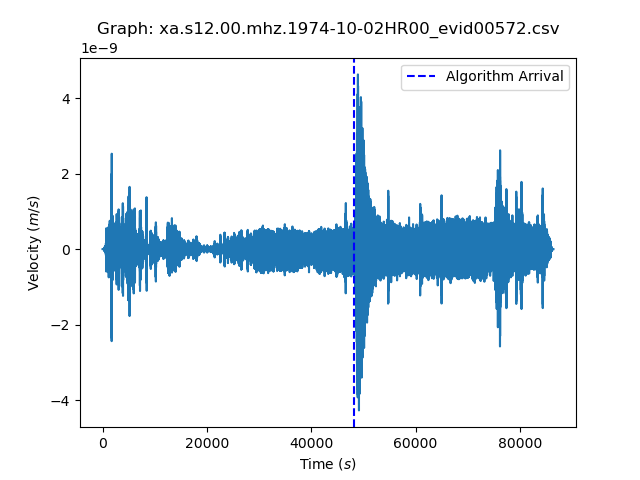 Graph: xa.s12.00.mhz.1974-10-02HR00_evid00572.csv
1e−9
Algorithm Arrival
4
2
0
−2
−4
Velocity (m/s)
0 20000 40000 60000 80000
Time (s)